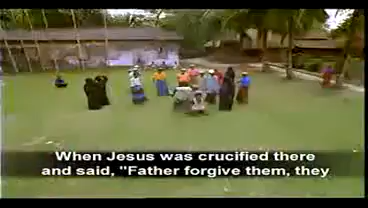 When Jesus was crucified there
and said, "Father forgive them, they